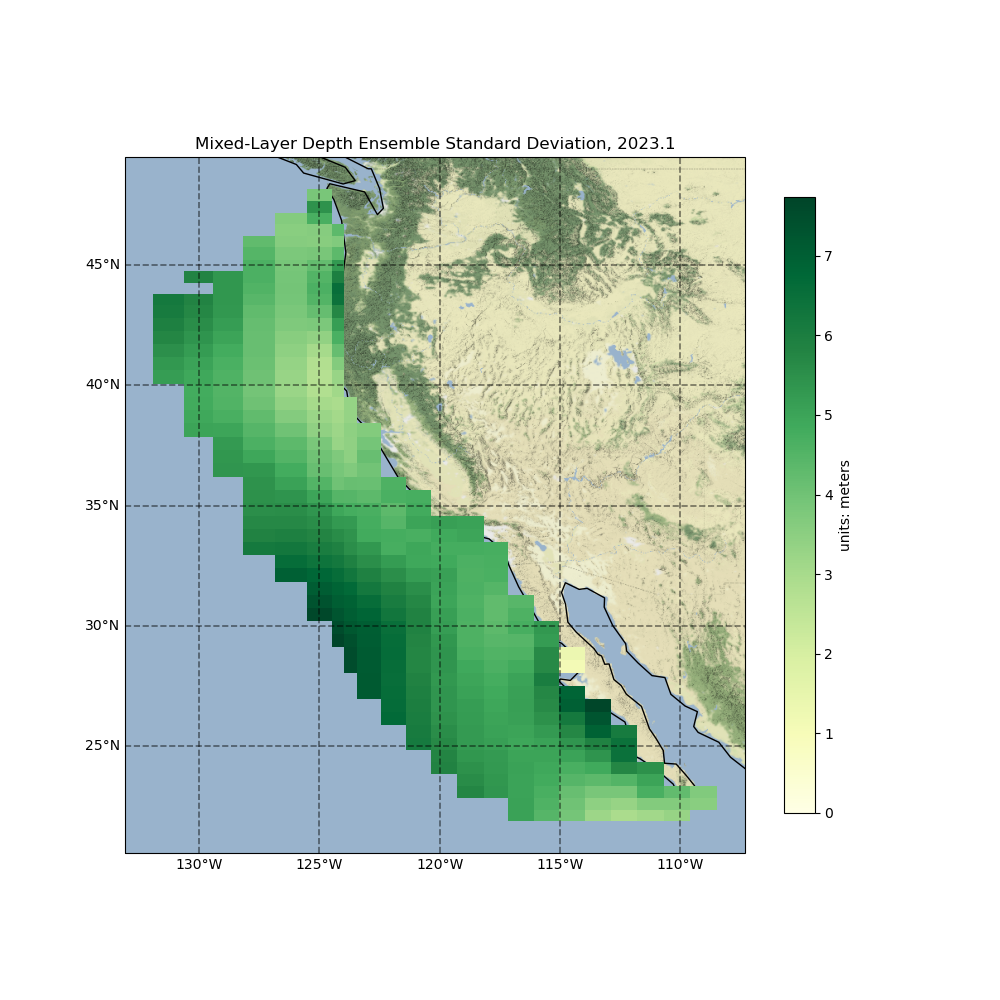 Mixed-Layer Depth Ensemble Standard Deviation, 2023.1
45°N
40°N
35°N
30°N
25°N
130°W
125°W
120°W
115°W
110°W
7
6
5
4
3
2
1
0
units: meters